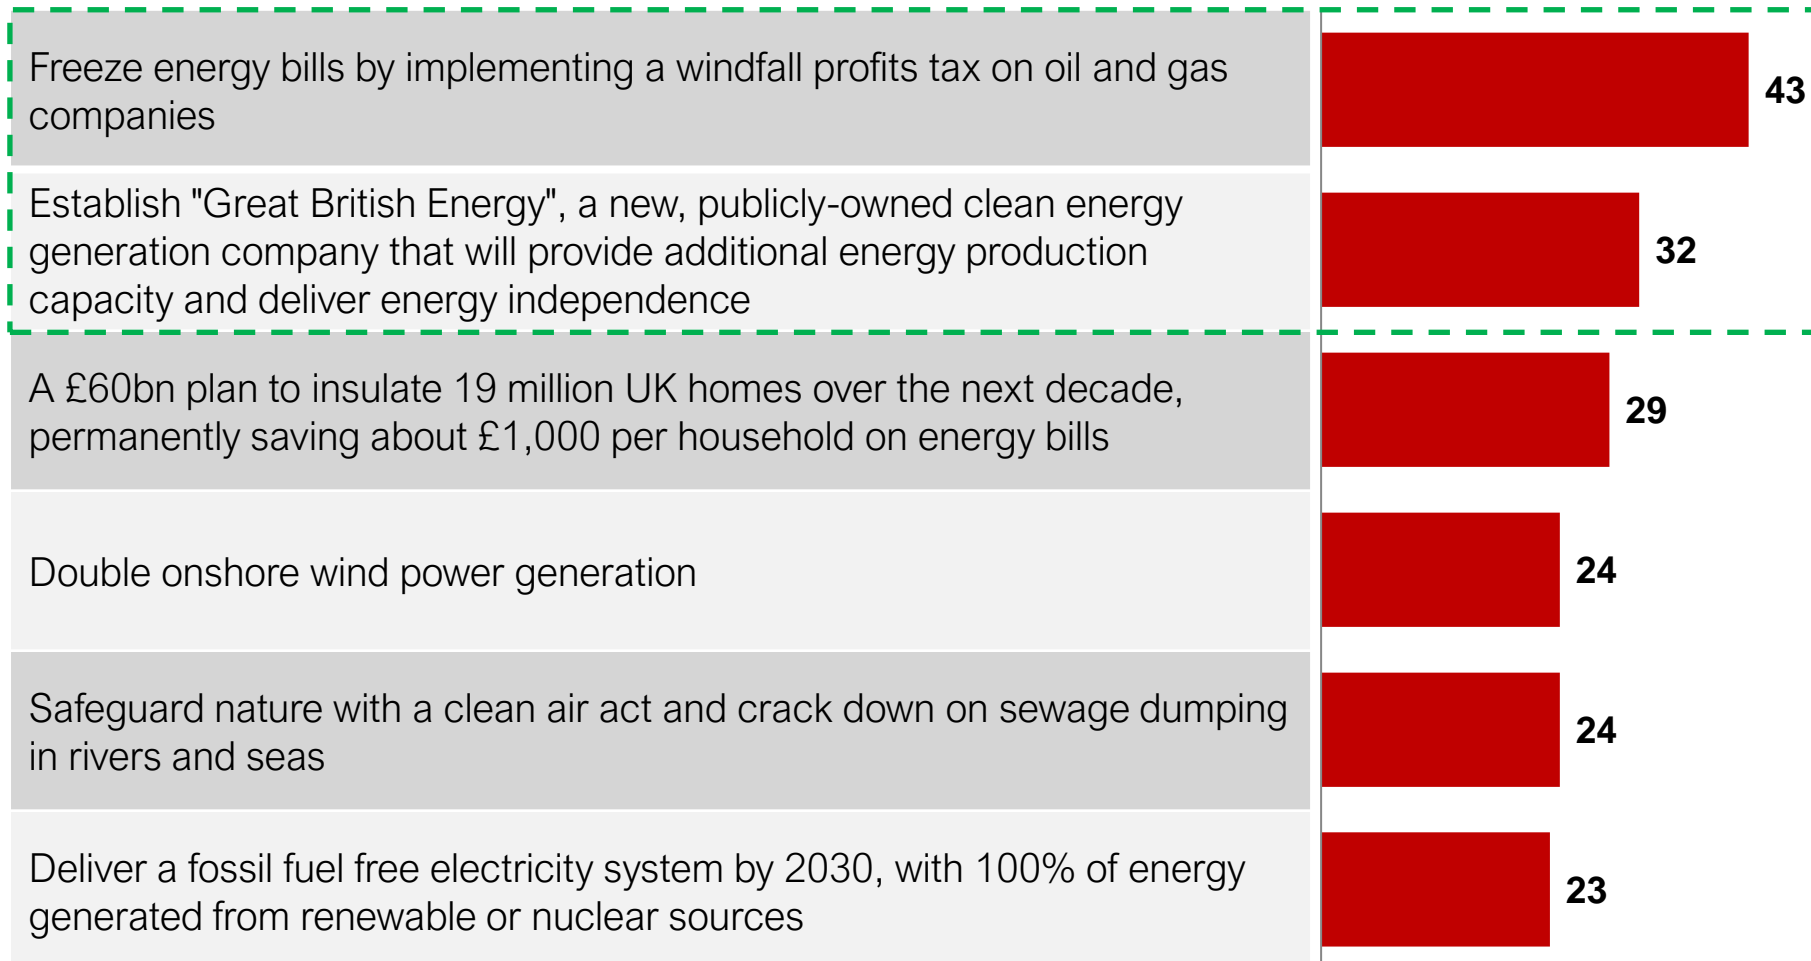 Freeze energy bills by implementing a windfall profits tax on oil and gas
companies
43
Establish "Great British Energy", a new, publicly-owned clean energy
generation company that will provide additional energy production
capacity and deliver energy independence
32
A £60bn plan to insulate 19 million UK homes over the next decade,
permanently saving about £1,000 per household on energy bills
29
Double onshore wind power generation
24
Safeguard nature with a clean air act and crack down on sewage dumping
in rivers and seas
24
Deliver a fossil fuel free electricity system by 2030, with 100% of energy
generated from renewable or nuclear sources
23